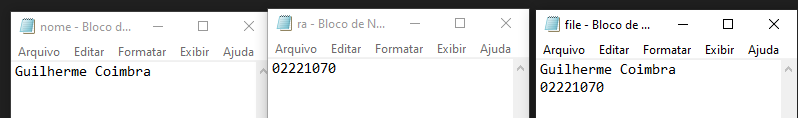 nome - Bloco d...
Arquivo Editar Formatar Exibir Ajuda
Guilherme Coimbra
ra - Bloco de N...
Arquivo Editar Formatar Exibir Ajuda
02221070
file - Bloco de ...
Arquivo Editar Formatar Exibir Ajuda
Guilherme Coimbra
02221070